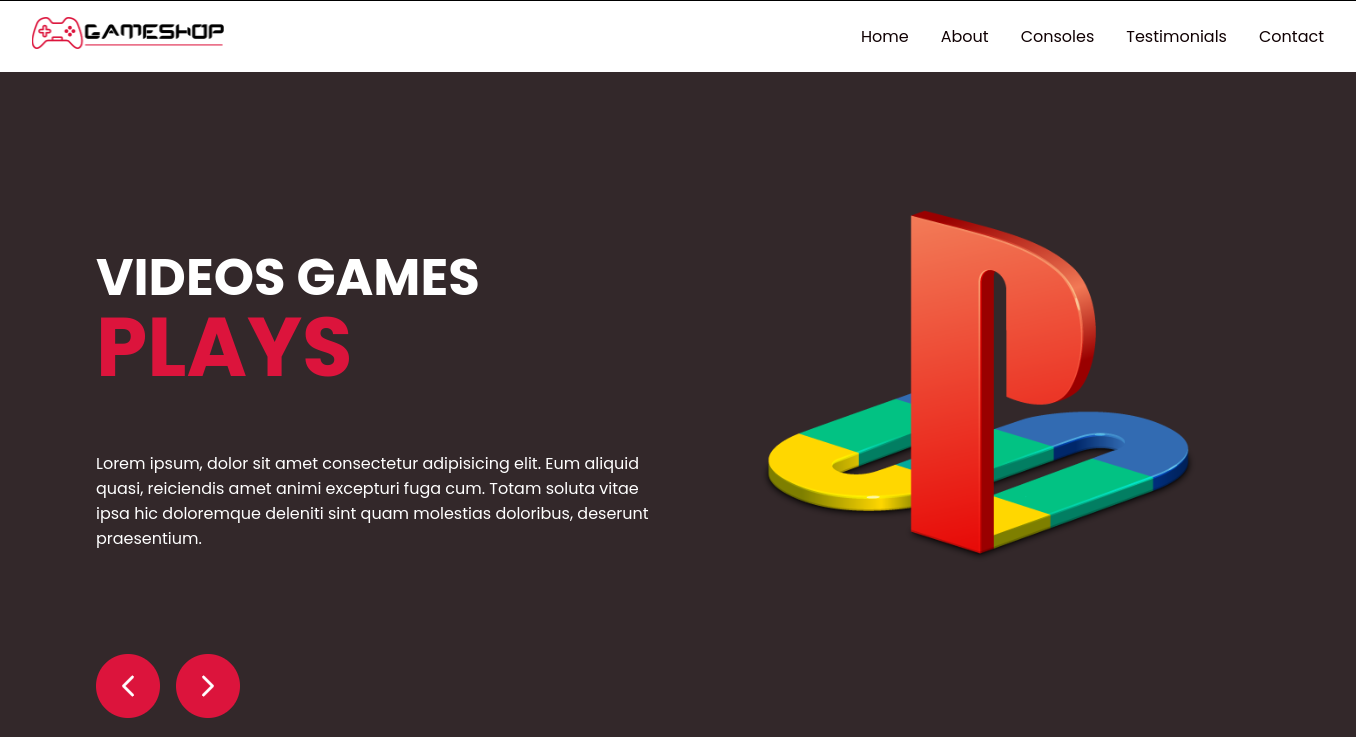 GAMESHOP
Home About Consoles Testimonials Contact
VIDEOS GAMES
PLAYS
Lorem ipsum, dolor sit amet consectetur adipisicing elit. Eum aliquid
quasi, reiciendis amet animi excepturi fuga cum. Totam soluta vitae
ipsa hic doloremque deleniti sint quam molestias doloribus, deserunt
praesentium.